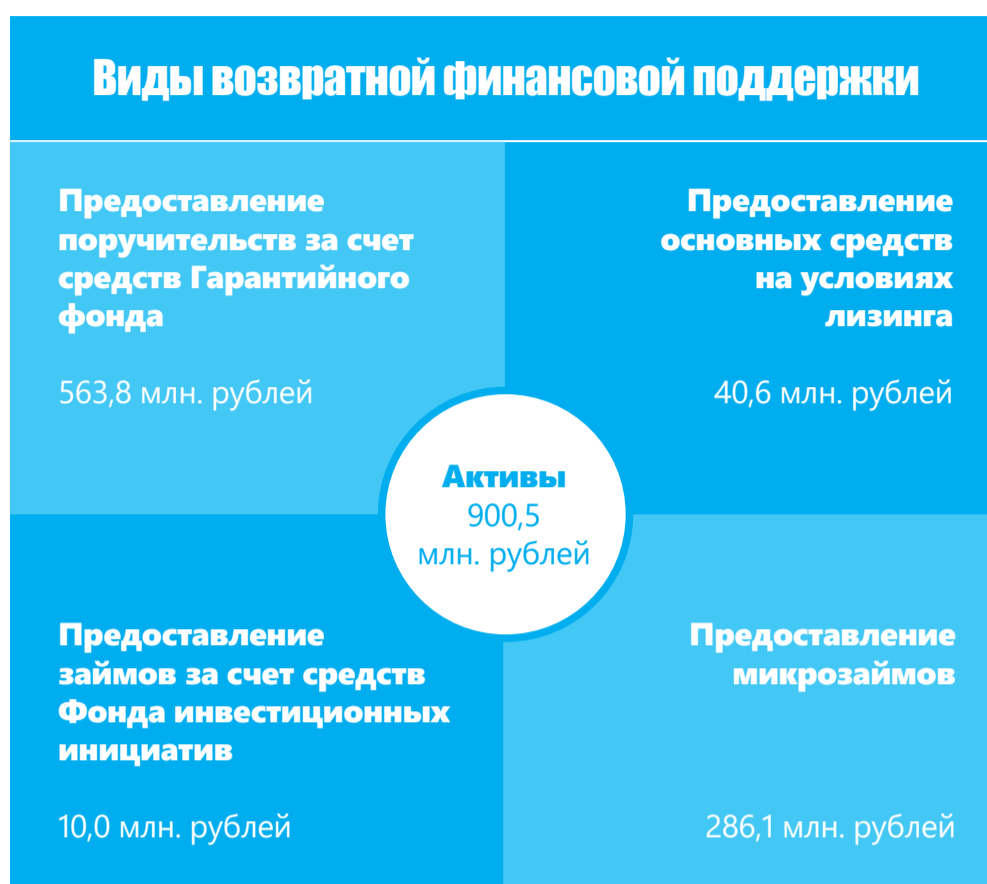 Виды возвратной финансовой поддержки
Предоставление
поручительств за счет
средств Гарантийного
фонда
563,8 млн. рублей
Предоставление
основных средств
на условиях
лизинга
40,6 млн. рублей
Активы
900,5
млн. рублей
Предоставление
займов за счет средств
Фонда инвестиционных
инициатив
10,0 млн. рублей
Предоставление
микрозаймов
286,1 млн. рублей